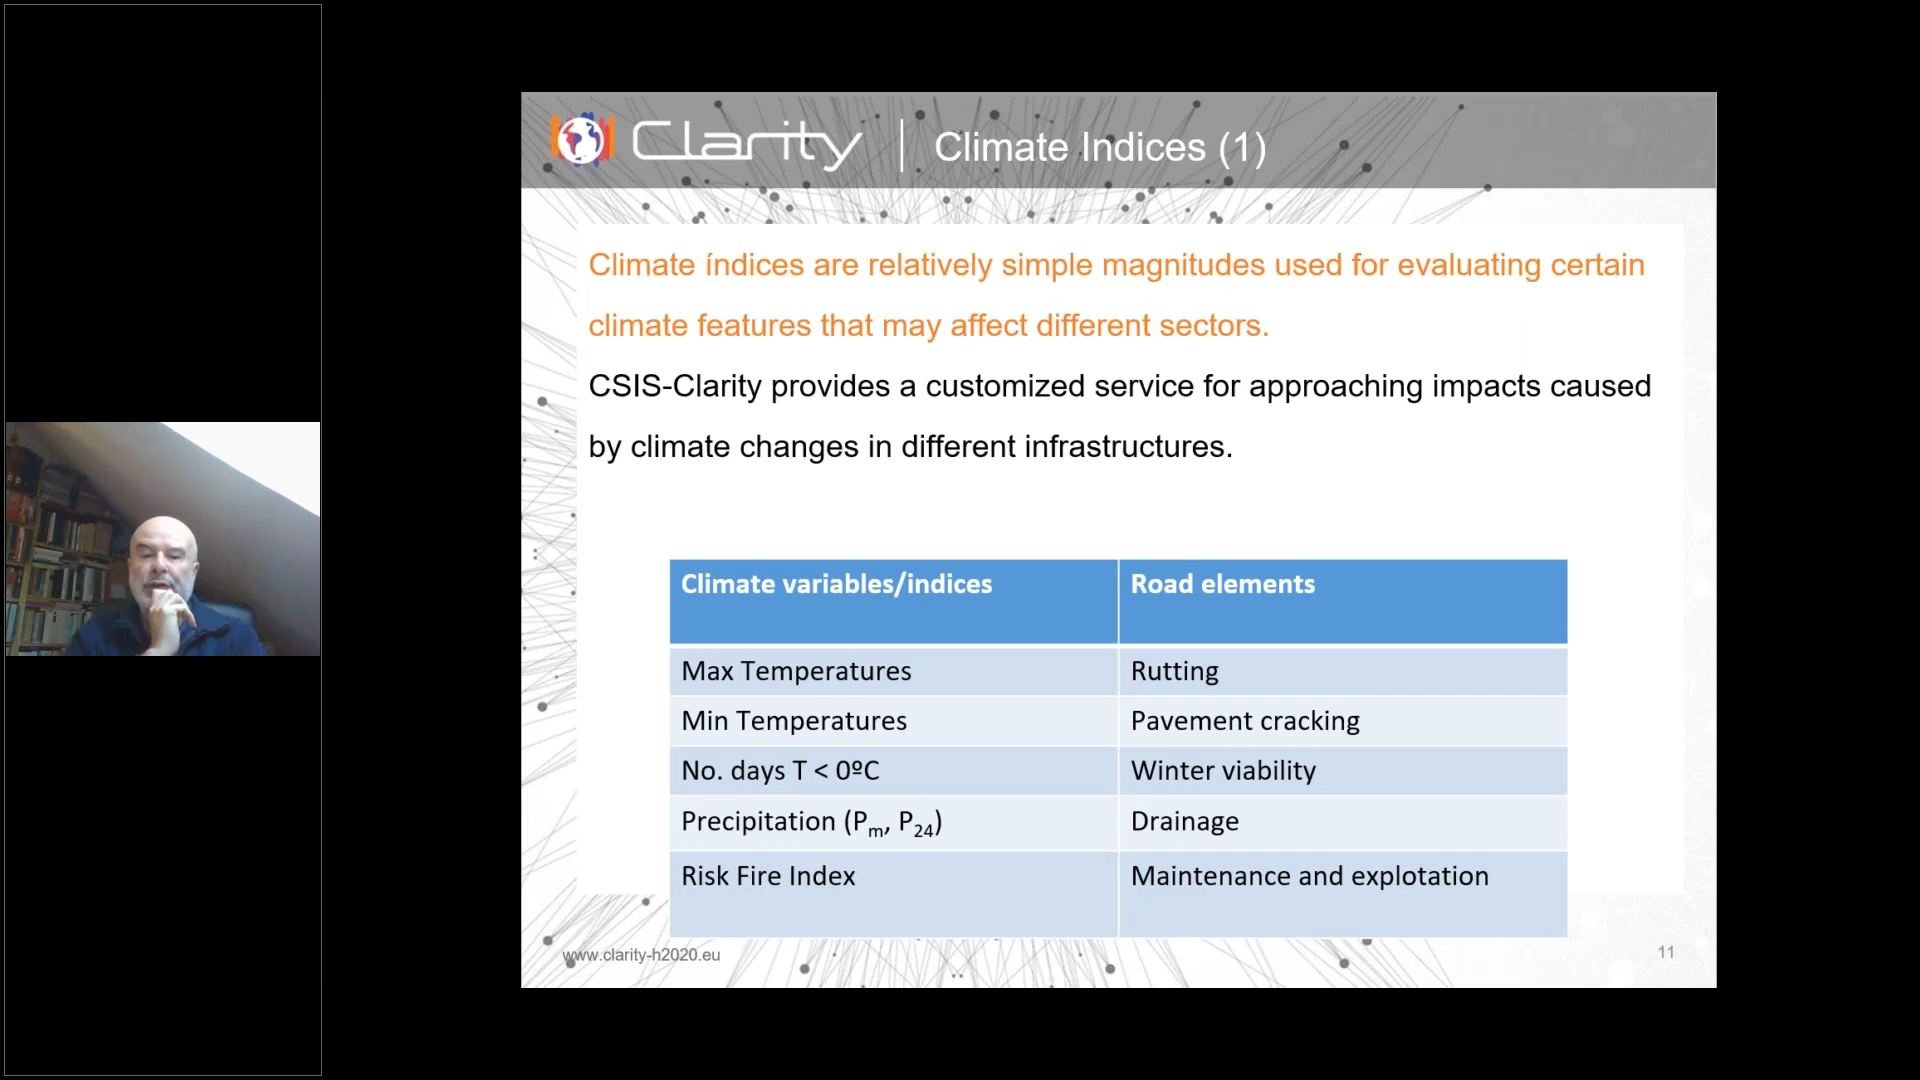 Clarity
Climate Indices (1)
Climate índices are relatively simple magnitudes used for evaluating certain
climate features that may affect different sectors.
CSIS-Clarity provides a customized service for approaching impacts caused
by climate changes in different infrastructures.
Climate variables/indices
Road elements
Max Temperatures
Rutting
Min Temperatures
Pavement cracking
No. days T < 0ºC
Winter viability
Precipitation (Pm, P24)
Drainage
Risk Fire Index
Maintenance and explotation
www.clarity-h2020.eu
11